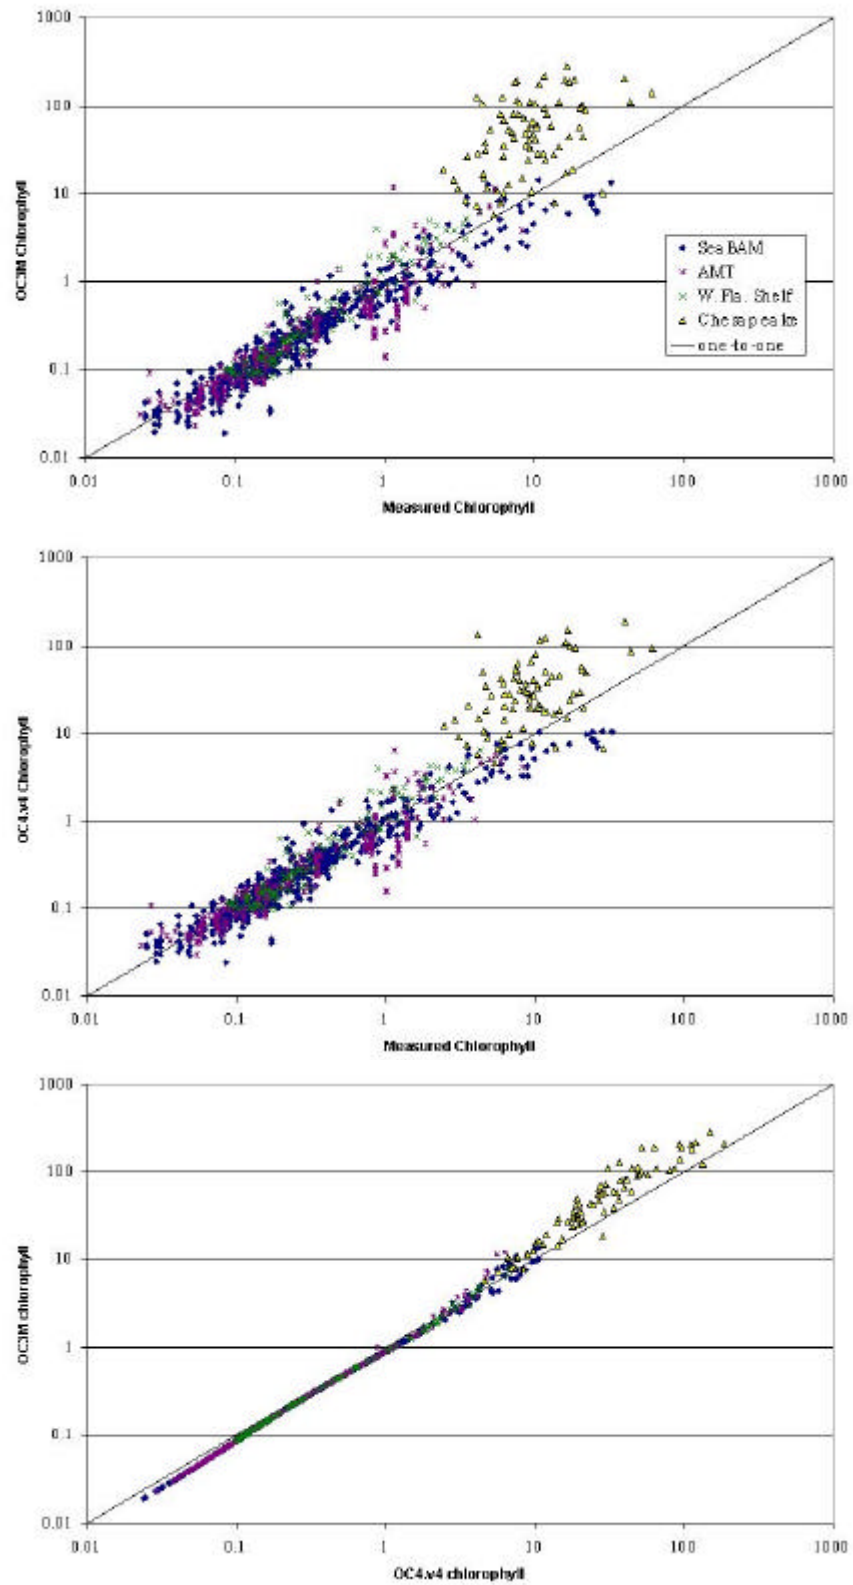 1000
100
10
1
0.1
0.01
OC3M Chlorophyll
SeaBAM
AMT
W. Fla. Shelf
Chesapeake
one-to-one
0.01 0.1 1 10 100 1000
Measured Chlorophyll
1000
100
10
1
0.1
0.01
OC4.v4 Chlorophyll
0.01 0.1 1 10 100 1000
Measured Chlorophyll
1000
100
10
1
0.1
0.01
OC3M chlorophyll
0.01 0.1 1 10 100 1000
OC4.v4 chlorophyll